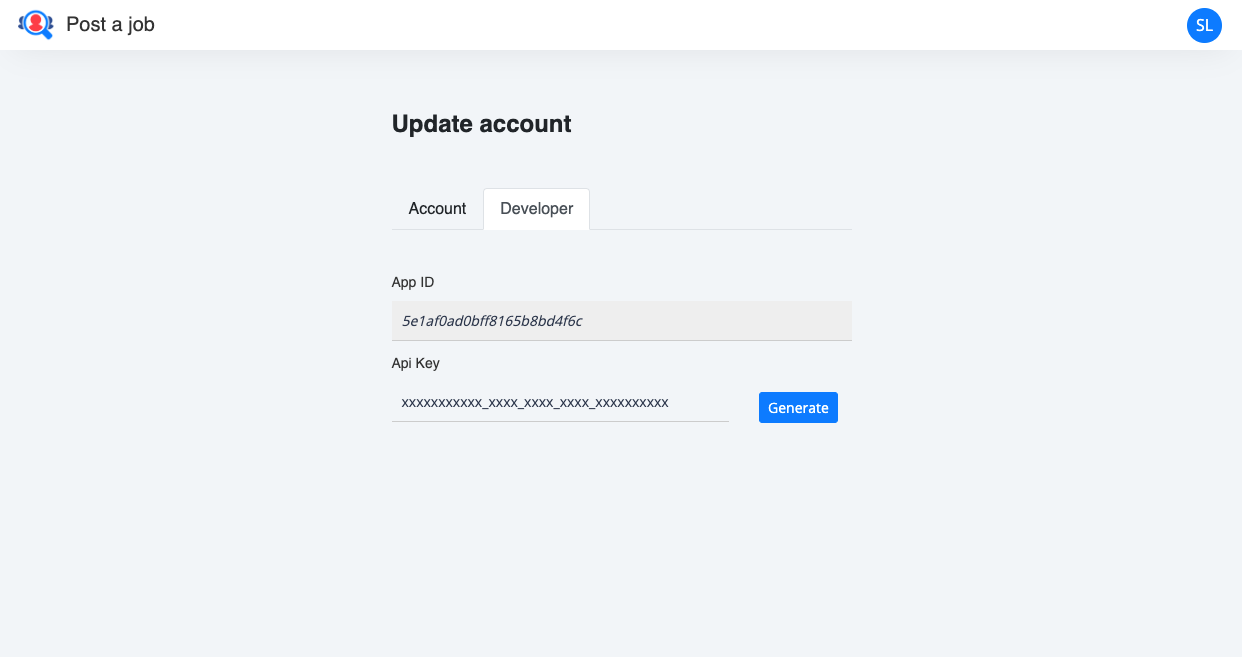 Post a job
SL
Update account
Account Developer
App ID
5e1af0ad0bff8165b8bd4f6c
Api Key
xxxxxxxxxxx_xxxx_xxxx_xxxx_xxxxxxxxxx
Generate